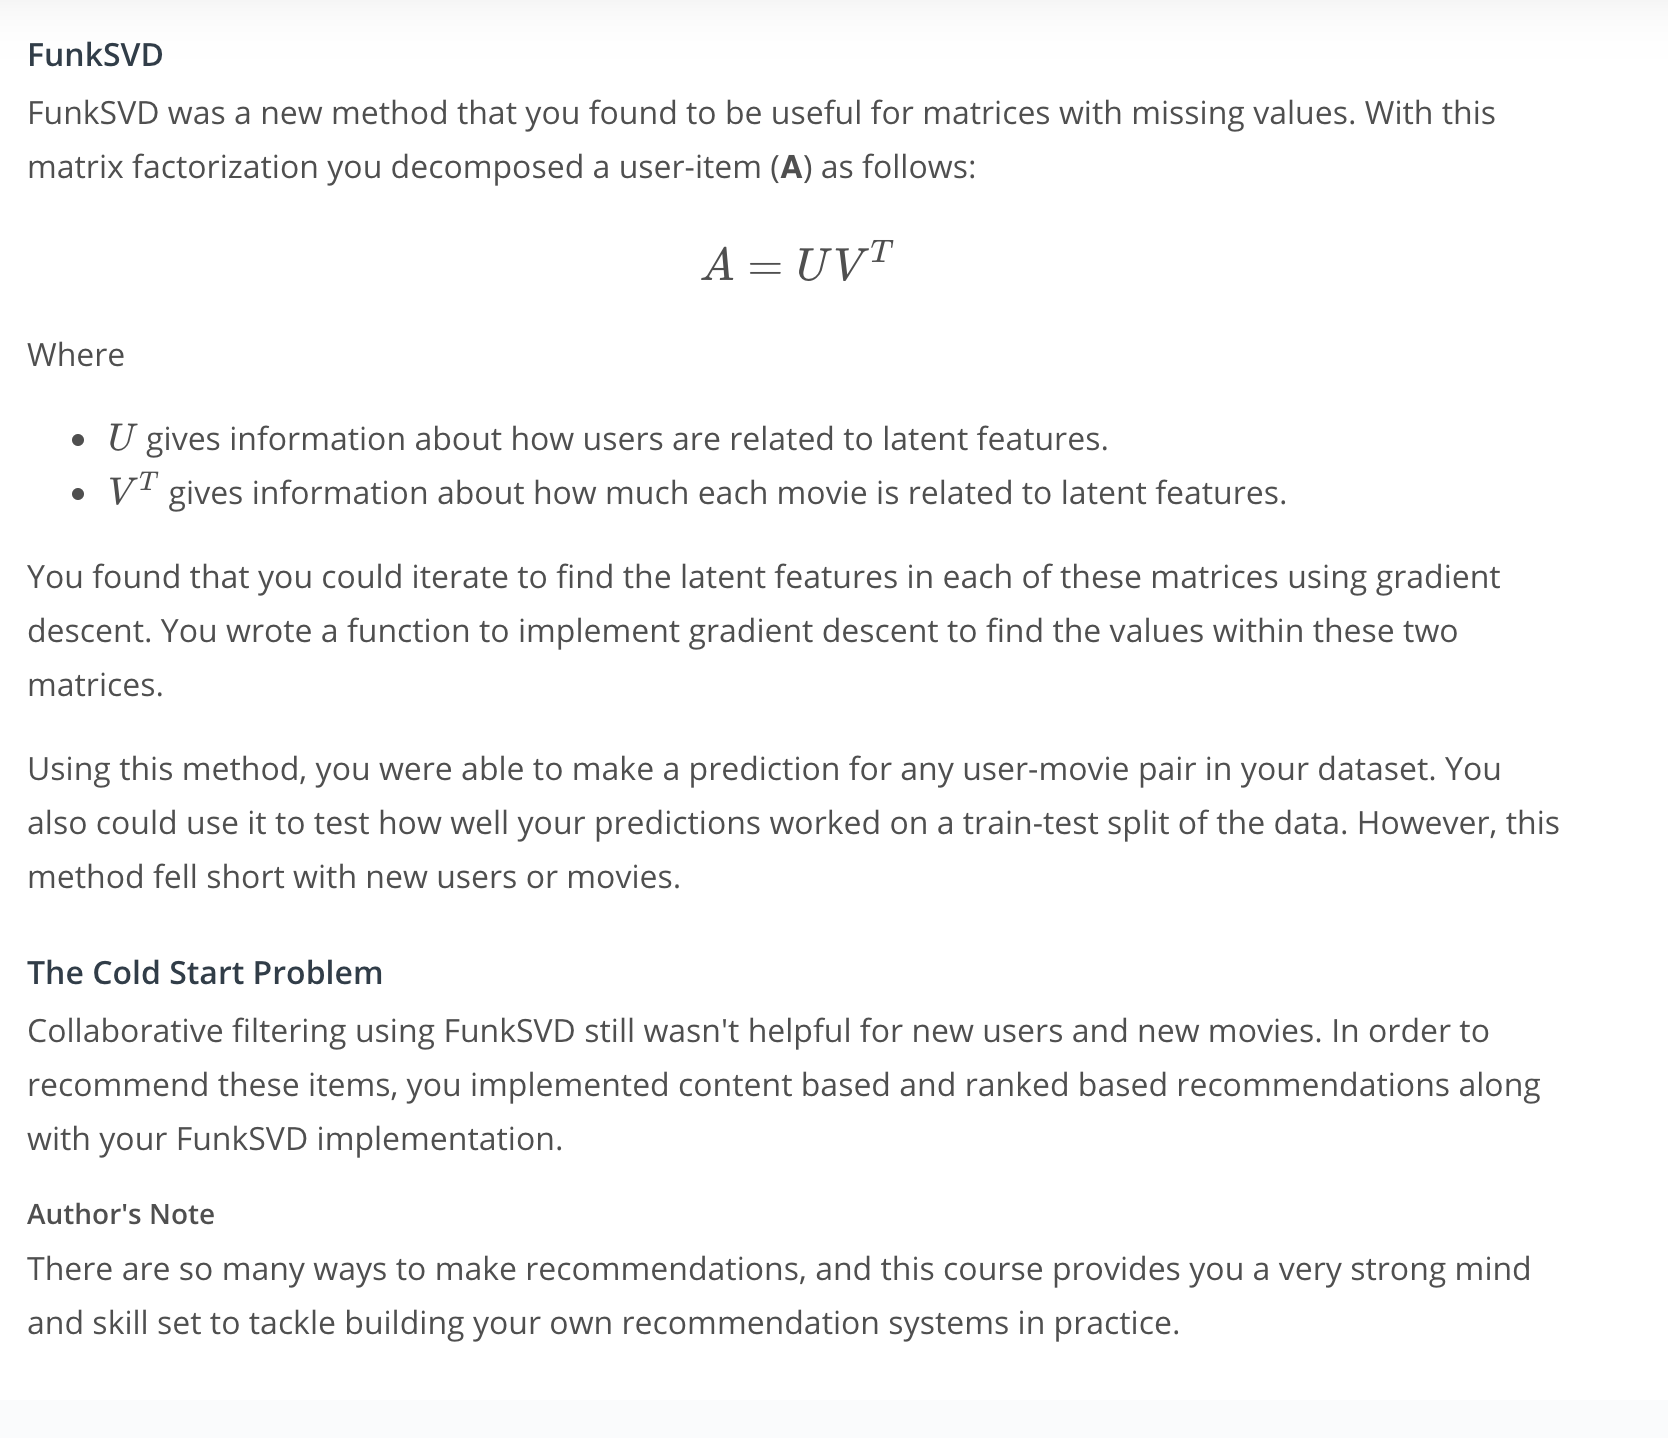 FunkSVD
FunkSVD was a new method that you found to be useful for matrices with missing values. With this
matrix factorization you decomposed a user-item (A) as follows:
A = UV^T
Where
• U gives information about how users are related to latent features.
• V^T gives information about how much each movie is related to latent features.
You found that you could iterate to find the latent features in each of these matrices using gradient
descent. You wrote a function to implement gradient descent to find the values within these two
matrices.
Using this method, you were able to make a prediction for any user-movie pair in your dataset. You
also could use it to test how well your predictions worked on a train-test split of the data. However, this
method fell short with new users or movies.
The Cold Start Problem
Collaborative filtering using FunkSVD still wasn't helpful for new users and new movies. In order to
recommend these items, you implemented content based and ranked based recommendations along
with your FunkSVD implementation.
Author's Note
There are so many ways to make recommendations, and this course provides you a very strong mind
and skill set to tackle building your own recommendation systems in practice.